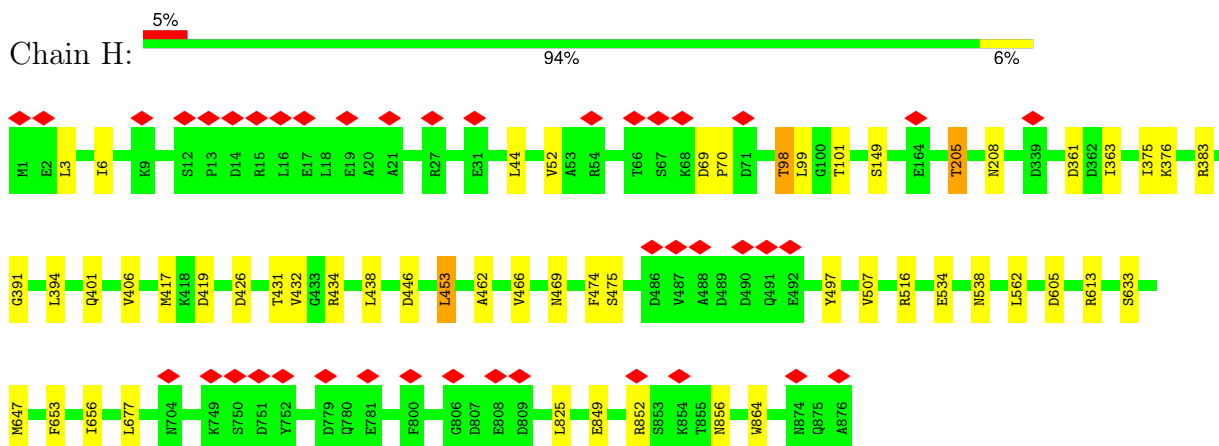 5%
Chain H:
94% 6%
M1 E2 L3 I6 K9 S12 P13 D14 R15 L16 E17 L18 E19 A20 A21 R27 E31 L44 V52 A53 R54 T66 S67 K68 D69 P70 D71 T98 L99 G100 T101 S149 E164 T205 N208 D339 D361 D362 I363 I375 K376 R383
G391 L394 Q401 V406 M417 K418 D419 D426 T431 V432 G433 R434 L438 D446 L453 A462 V466 N469 F474 S475 D486 V487 A488 D489 D490 Q491 E492 Y497 V507 R516 E534 N538 L562 D605 R613 S633
M647 F653 I656 L677 N704 K749 S750 D751 Y752 D779 Q780 E781 F800 G806 D807 E808 D809 L825 E849 R852 S853 K854 T855 N856 W864 N874 Q875 A876